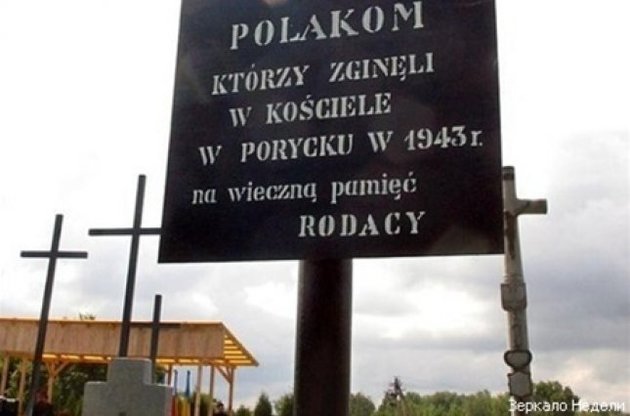 POLAKOM
KTÓRZY ZGINĘLI
W KOŚCIELE
W PORYCKU W 1943 r.
na wieczną pamięć
RODACY
Зеркало Недели